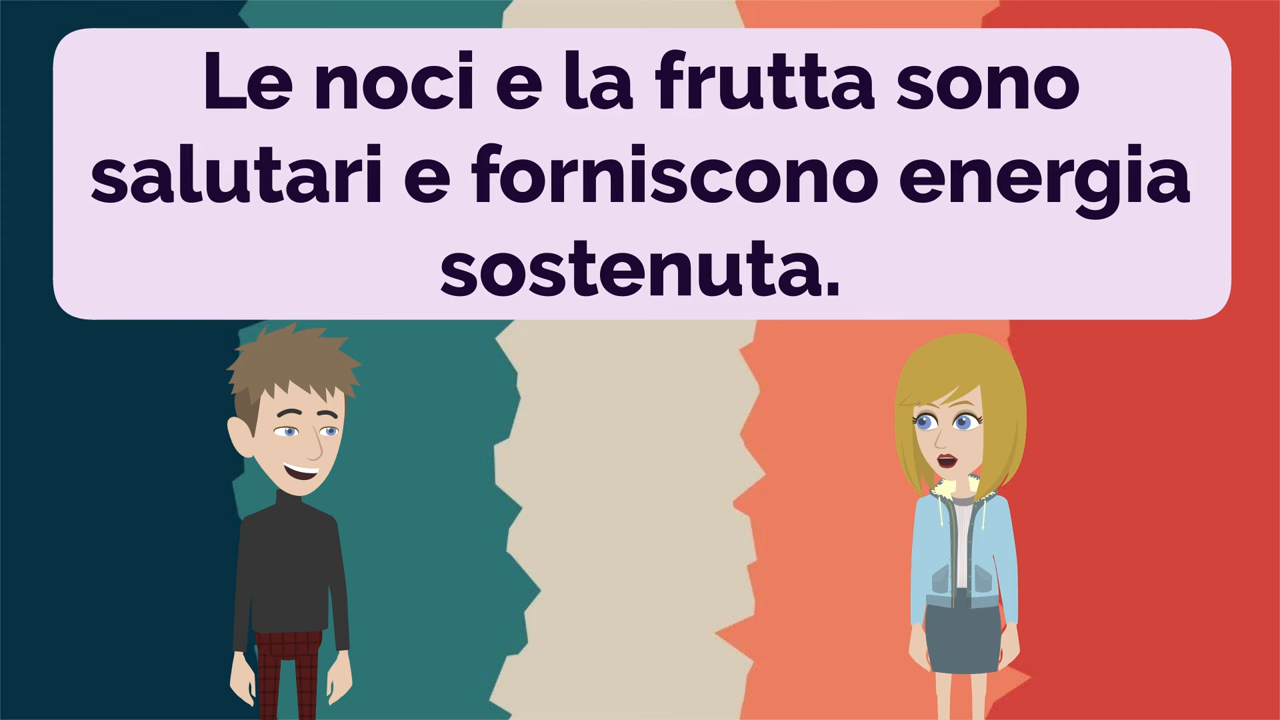 Le noci e la frutta sono
salutari e forniscono energia
sostenuta.